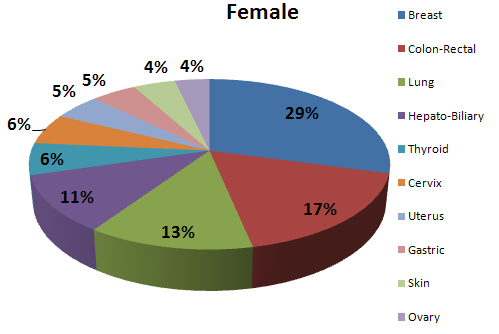 Female
29%
17%
13%
11%
6%
6%
5%
5%
4%
4%
Breast
Colon-Rectal
Lung
Hepato-Biliary
Thyroid
Cervix
Uterus
Gastric
Skin
Ovary